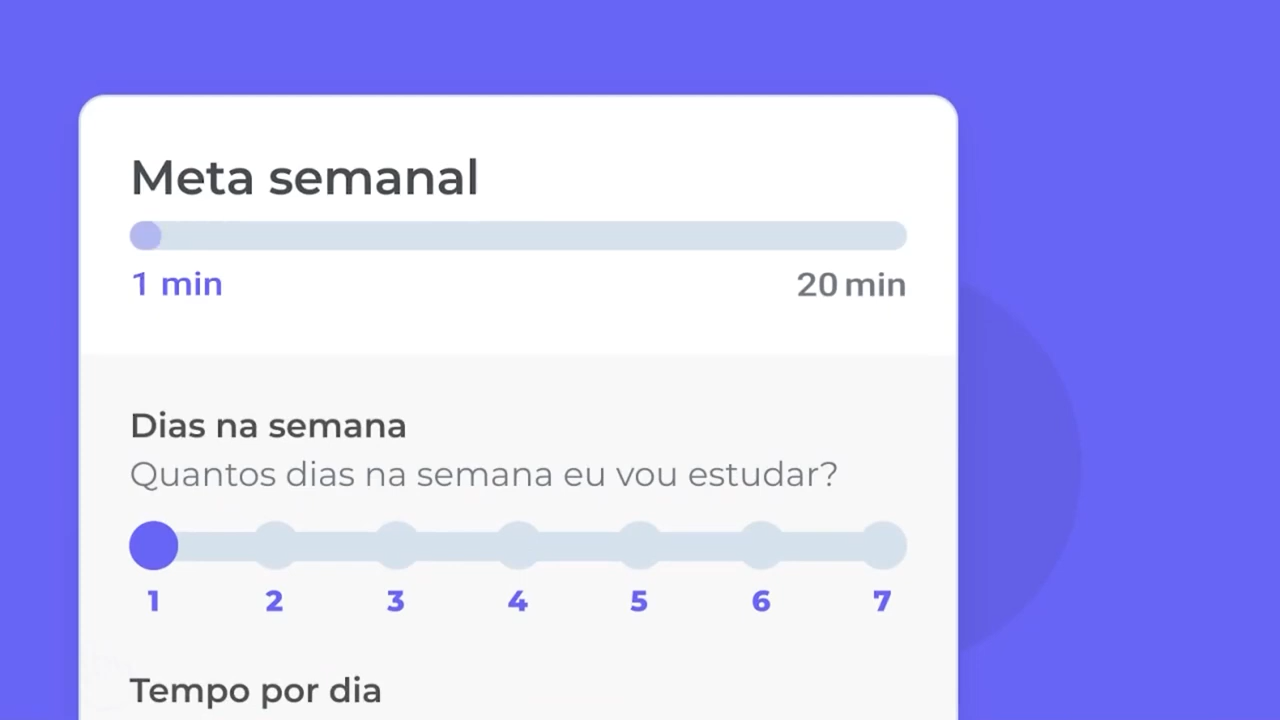 Meta semanal
1 min 20 min
Dias na semana
Quantos dias na semana eu vou estudar?
1 2 3 4 5 6 7
Tempo por dia